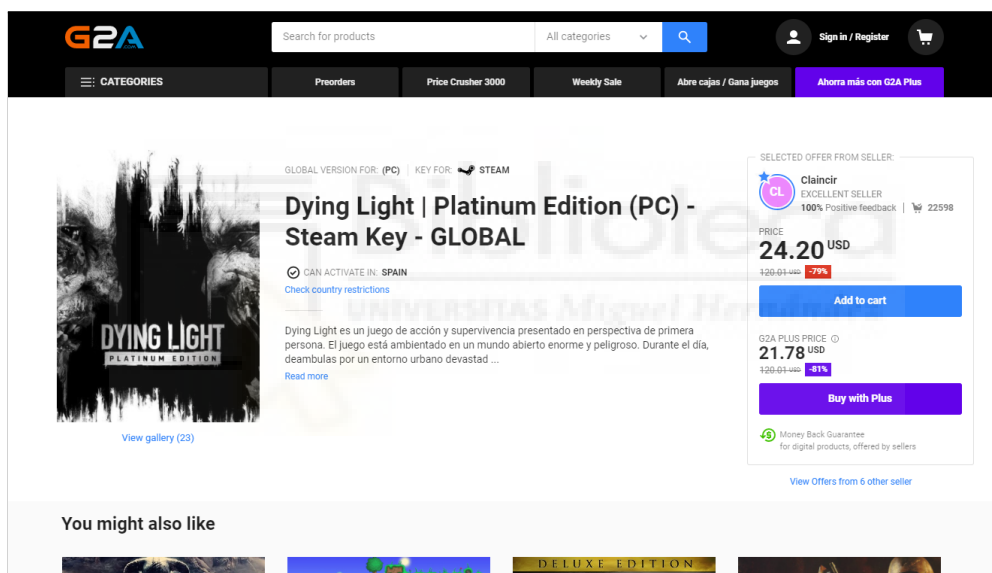 G2A
.COM
Search for products
All categories
Sign in / Register
CATEGORIES
Preorders
Price Crusher 3000
Weekly Sale
Abre cajas / Gana juegos
Ahorra más con G2A Plus
DYING LIGHT
PLATINUM EDITION
View gallery (23)
GLOBAL VERSION FOR: (PC) | KEY FOR: STEAM
Dying Light | Platinum Edition (PC) -
Steam Key - GLOBAL
CAN ACTIVATE IN: SPAIN
Check country restrictions
Dying Light es un juego de acción y supervivencia presentado en perspectiva de primera
persona. El juego está ambientado en un mundo abierto enorme y peligroso. Durante el día,
deambulas por un entorno urbano devastad ...
Read more
Biblioteca
UNIVERSITAS Miguel Hernández
SELECTED OFFER FROM SELLER:
CL
Claincir
EXCELLENT SELLER
100% Positive feedback | 22598
PRICE
24.20 USD
120.01 USD -79%
Add to cart
G2A PLUS PRICE
21.78 USD
120.01 USD -81%
Buy with Plus
Money Back Guarantee
for digital products, offered by sellers
View Offers from 6 other seller
You might also like
DELUXE EDITION